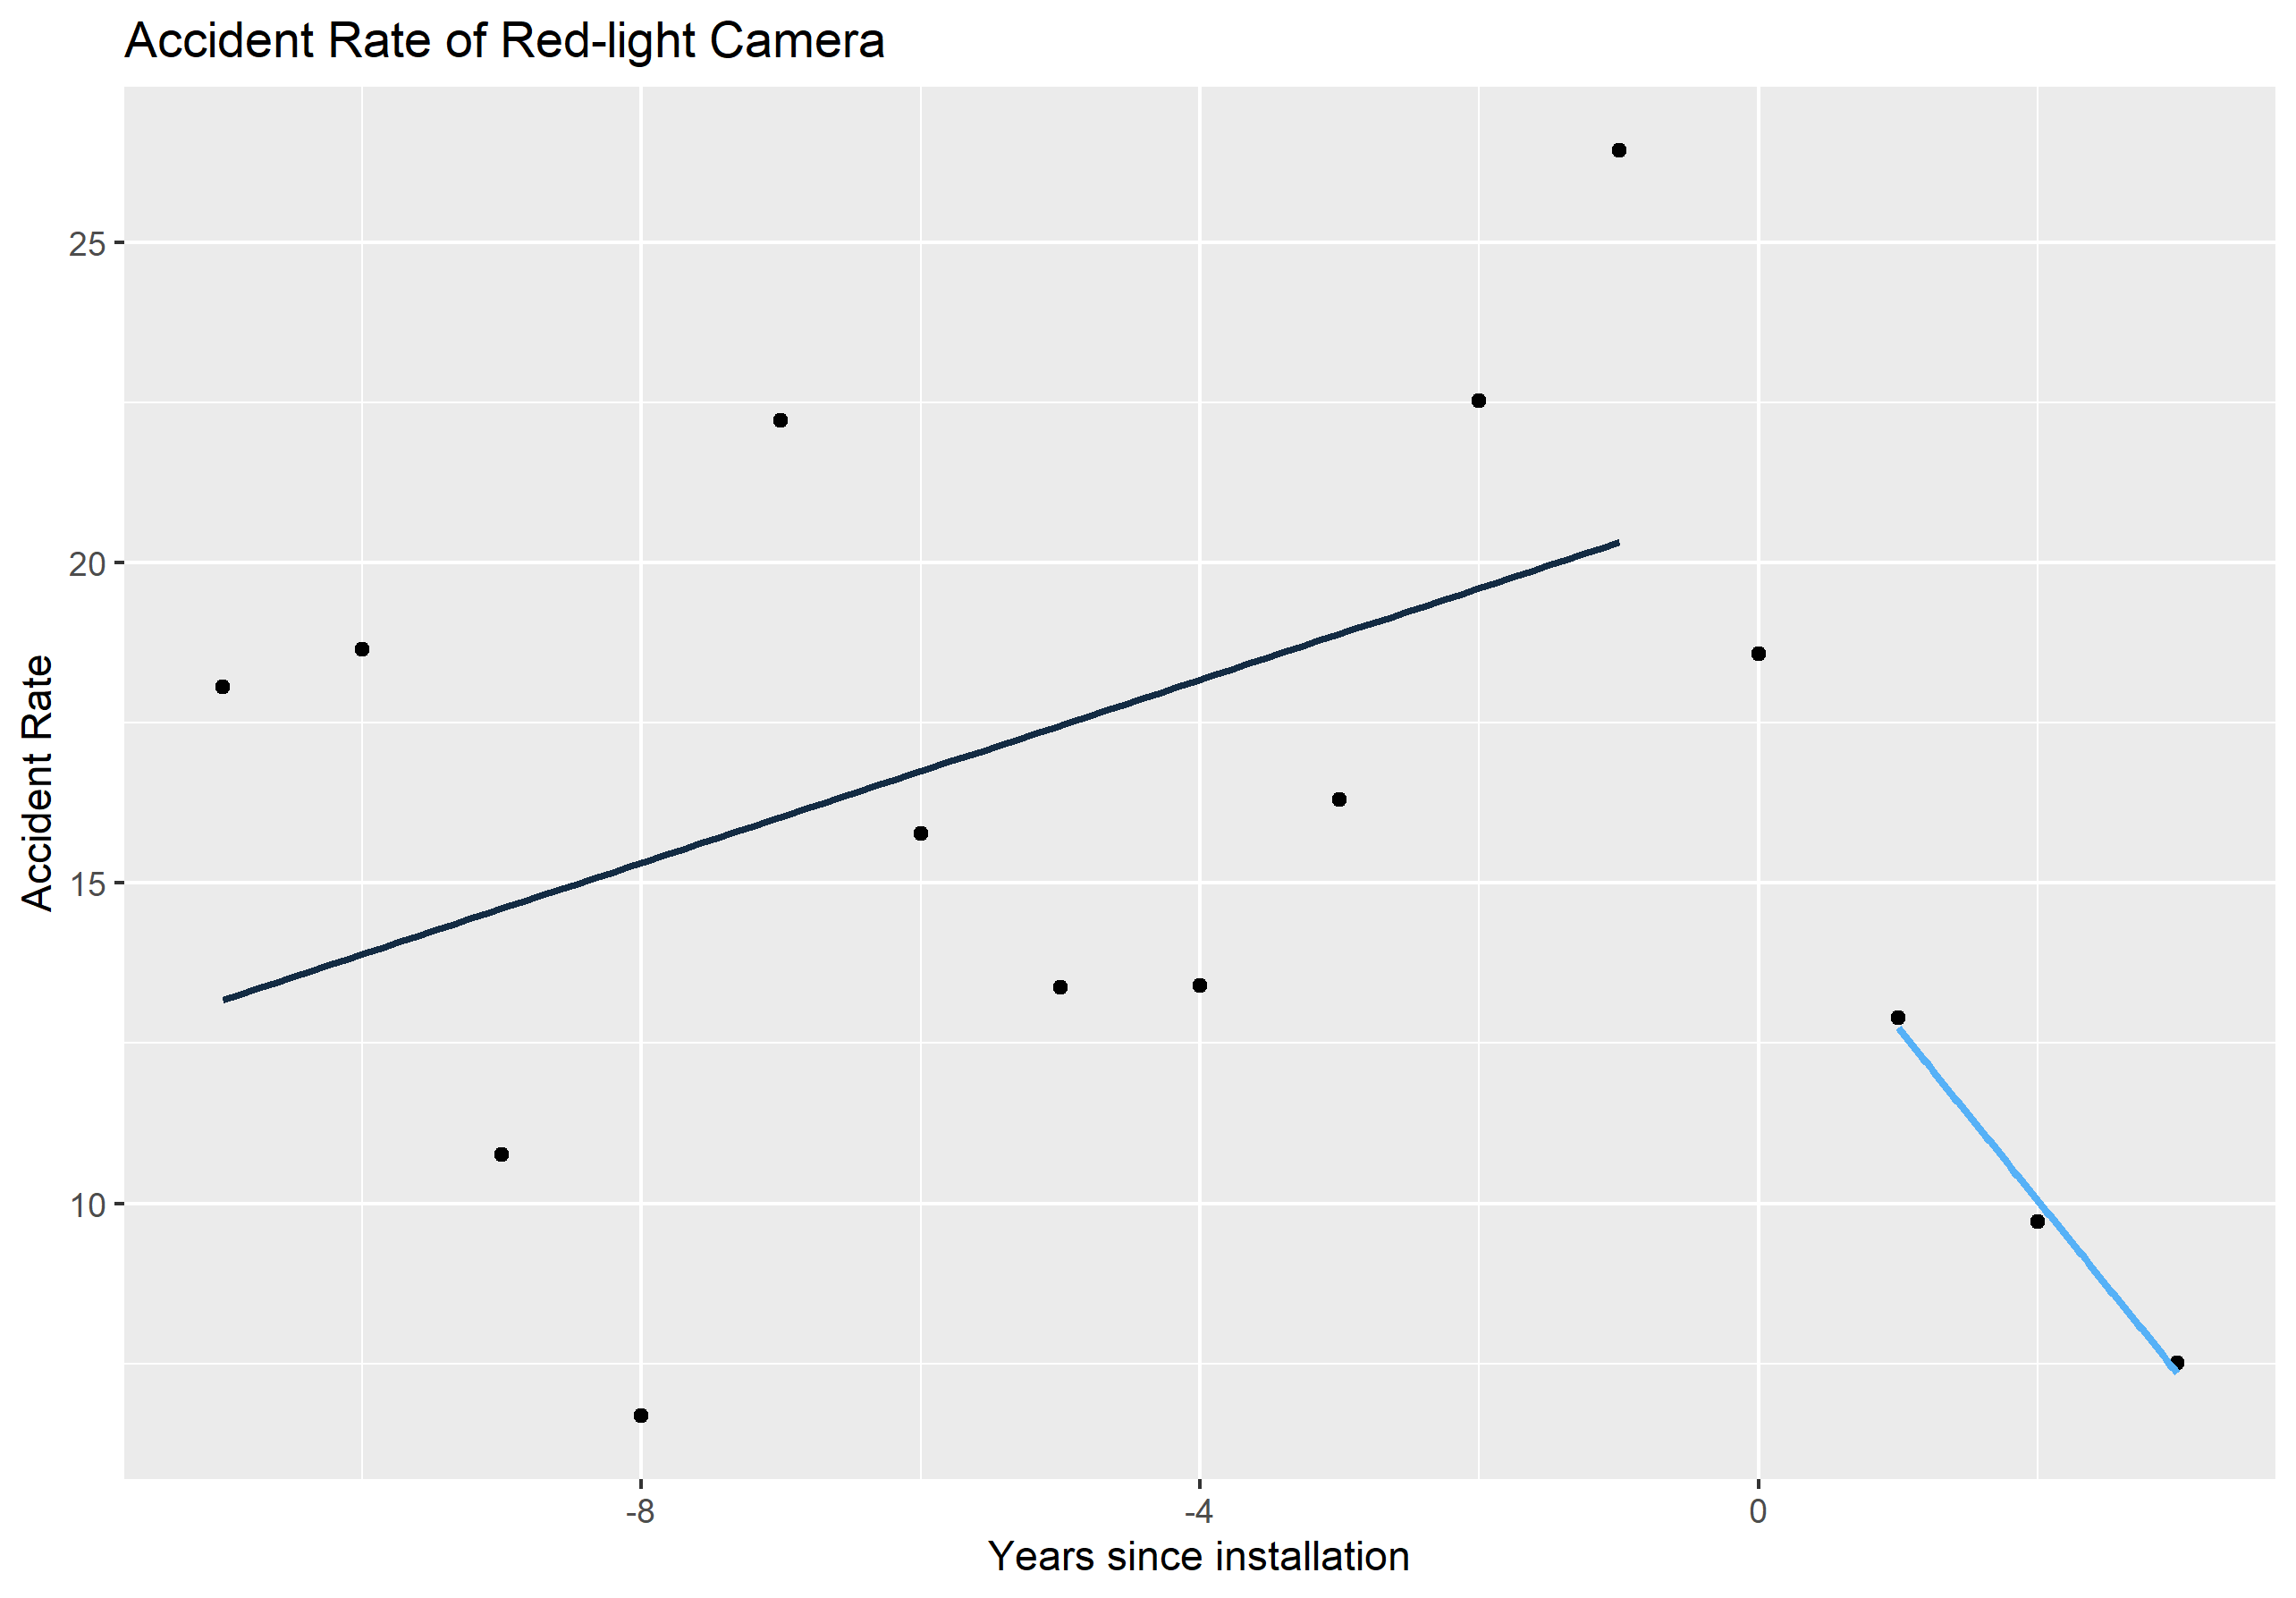 Accident Rate of Red-light Camera
Accident Rate
25
20
15
10
-8
-4
0
Years since installation